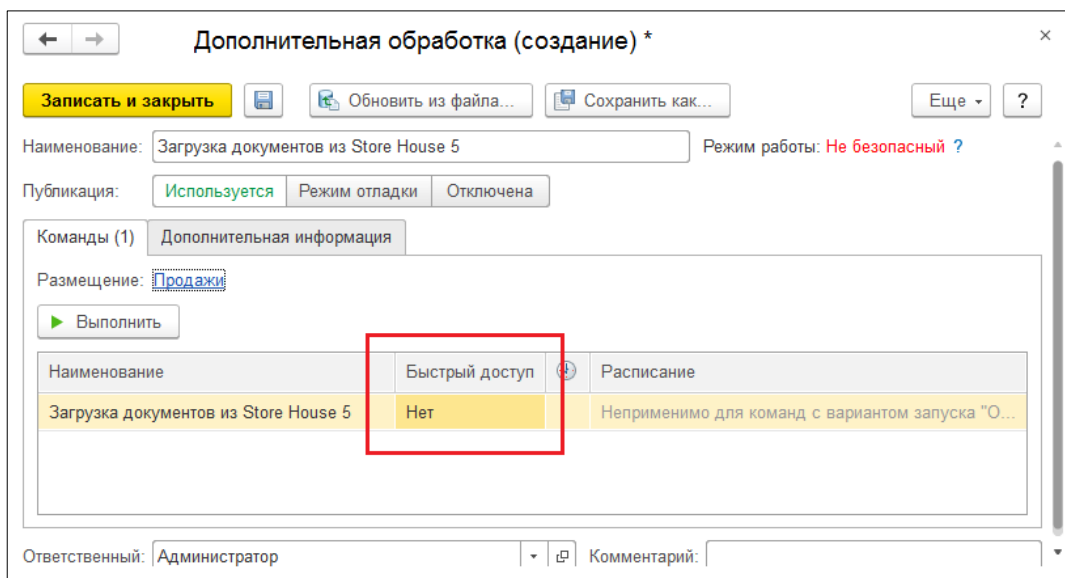 Дополнительная обработка (создание) *
Записать и закрыть Обновить из файла... Сохранить как... Еще ?
Наименование: Загрузка документов из Store House 5 Режим работы: Не безопасный ?
Публикация: Используется Режим отладки Отключена
Команды (1) Дополнительная информация
Размещение: Продажи
Выполнить
Наименование Быстрый доступ Расписание
Загрузка документов из Store House 5 Нет Неприменимо для команд с вариантом запуска "О...
Ответственный: Администратор Комментарий: